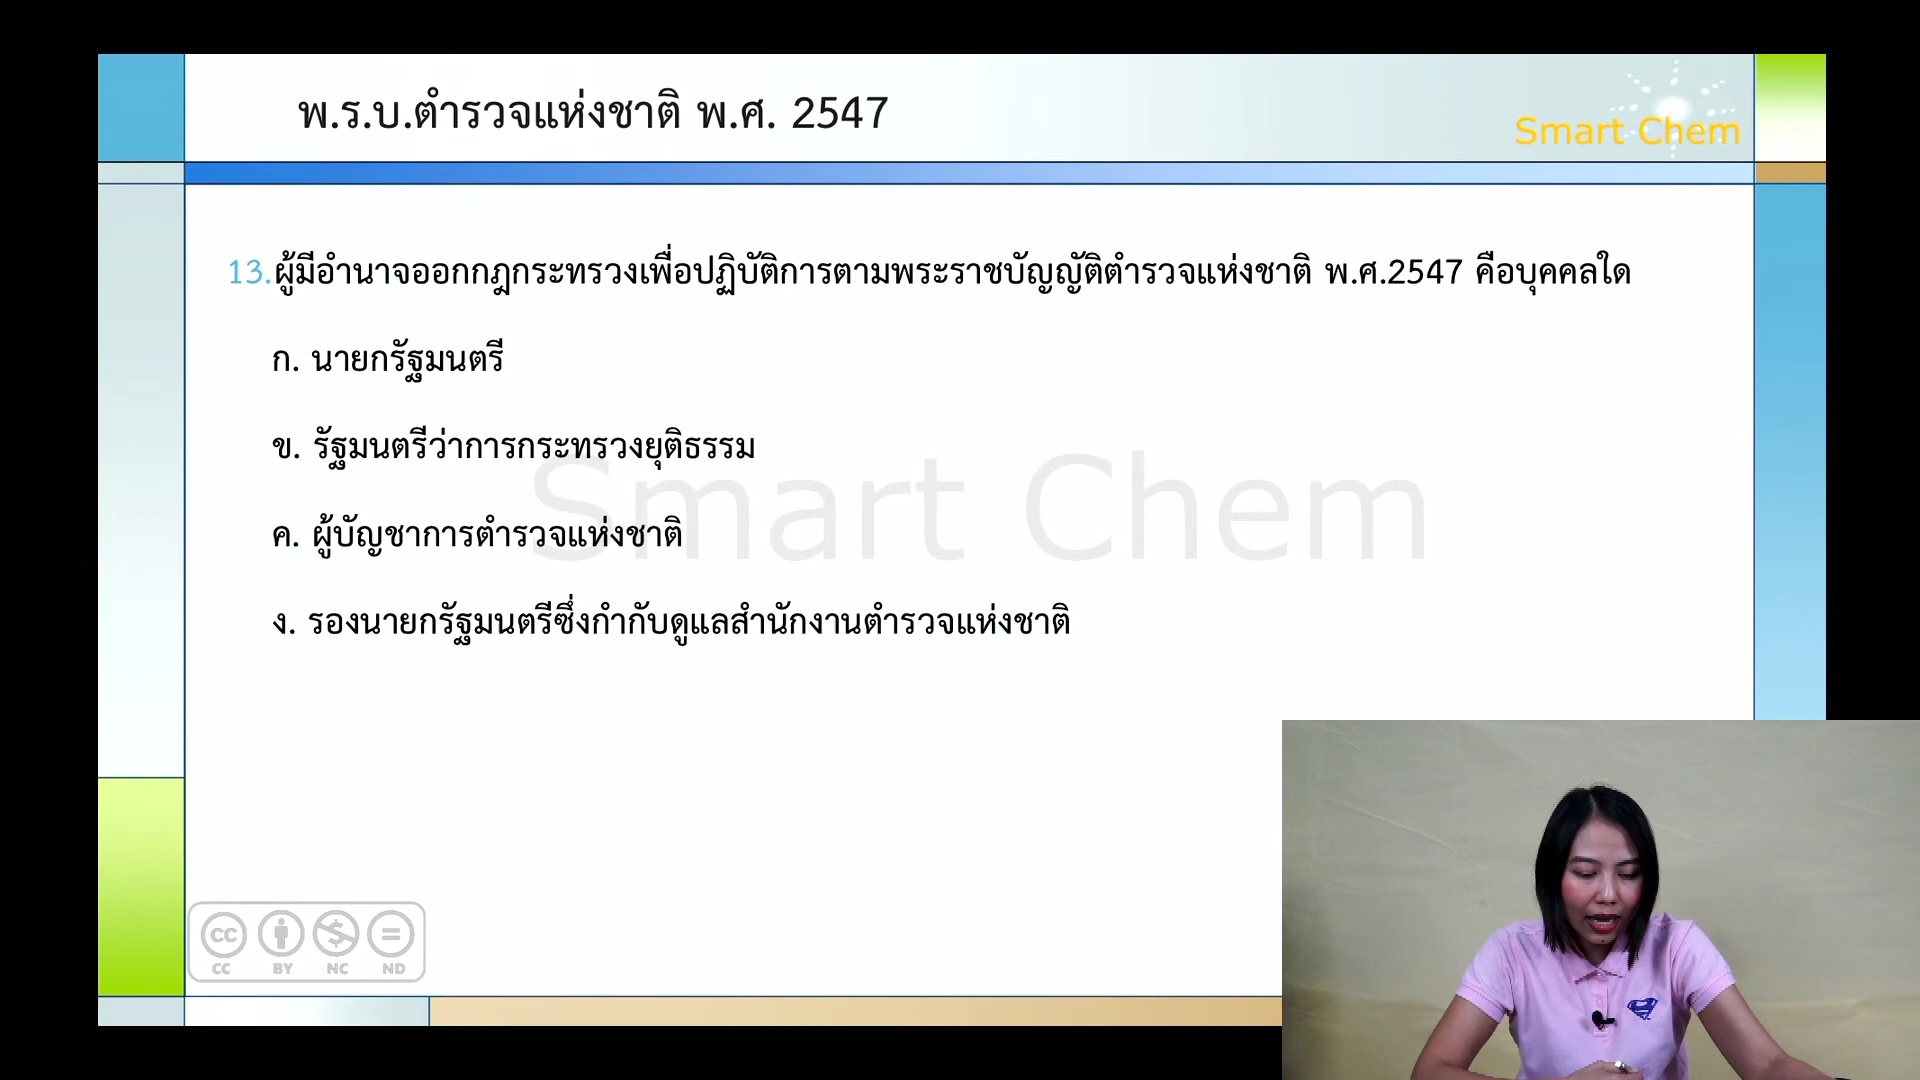 พ.ร.บ.ตำรวจแห่งชาติ พ.ศ. 2547
Smart Chem
13.ผู้มีอำนาจออกกฎกระทรวงเพื่อปฏิบัติการตามพระราชบัญญัติตำรวจแห่งชาติ พ.ศ.2547 คือบุคคลใด
ก. นายกรัฐมนตรี
ข. รัฐมนตรีว่าการกระทรวงยุติธรรม
Smart Chem
ค. ผู้บัญชาการตำรวจแห่งชาติ
ง. รองนายกรัฐมนตรีซึ่งกำกับดูแลสำนักงานตำรวจแห่งชาติ
cc
CC BY NC ND